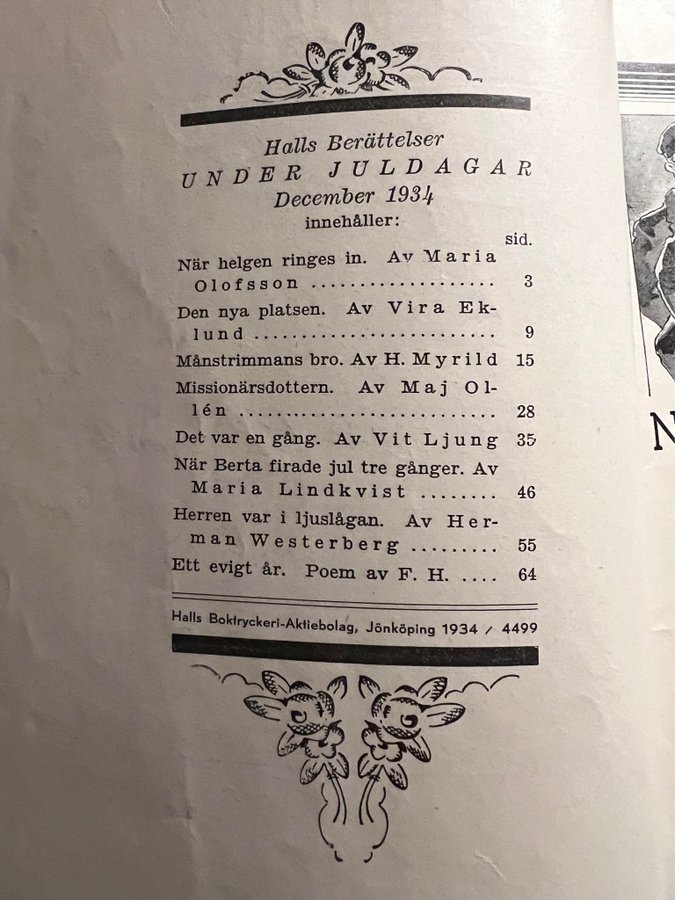 Halls Berättelser
UNDER JULDAGAR
December 1934
innehåller:
sid.
När helgen ringes in. Av Maria
Olofsson ................... 3
Den nya platsen. Av Vira Ek-
lund ......................... 9
Månstrimmans bro. Av H. Myrild 15
Missionärsdottern. Av Maj Ol-
lén ........................... 28
Det var en gång. Av Vit Ljung 35
När Berta firade jul tre gånger. Av
Maria Lindkvist ........ 46
Herren var i ljuslågan. Av Her-
man Westerberg ......... 55
Ett evigt år. Poem av F. H. .... 64
Halls Boktryckeri-Aktiebolag, Jönköping 1934 / 4499
N